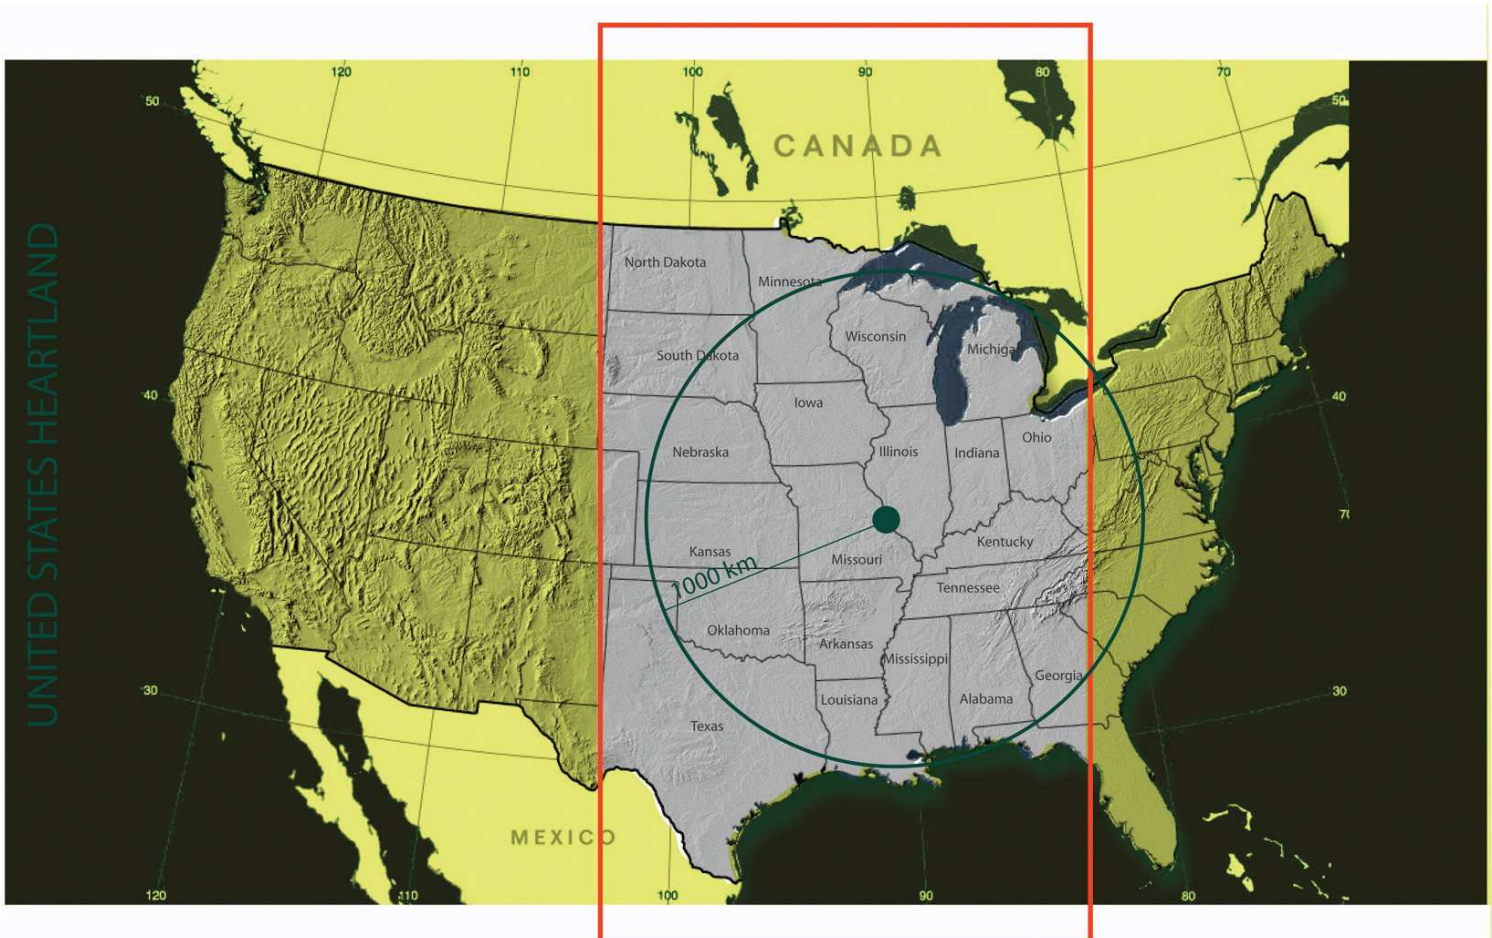 UNITED STATES HEARTLAND
120
110
100
90
80
70
50
50
CANADA
North Dakota
Minnesota
Wisconsin
South Dakota
Michiga
40
Iowa
40
Nebraska
Illinois
Indiana
Ohio
70
Kansas
Missouri
Kentucky
1000 km
Tennessee
Oklahoma
Arkansas
Mississippi
Georgia
30
30
Louisiana
Alabama
Texas
MEXICO
120
110
100
90
80